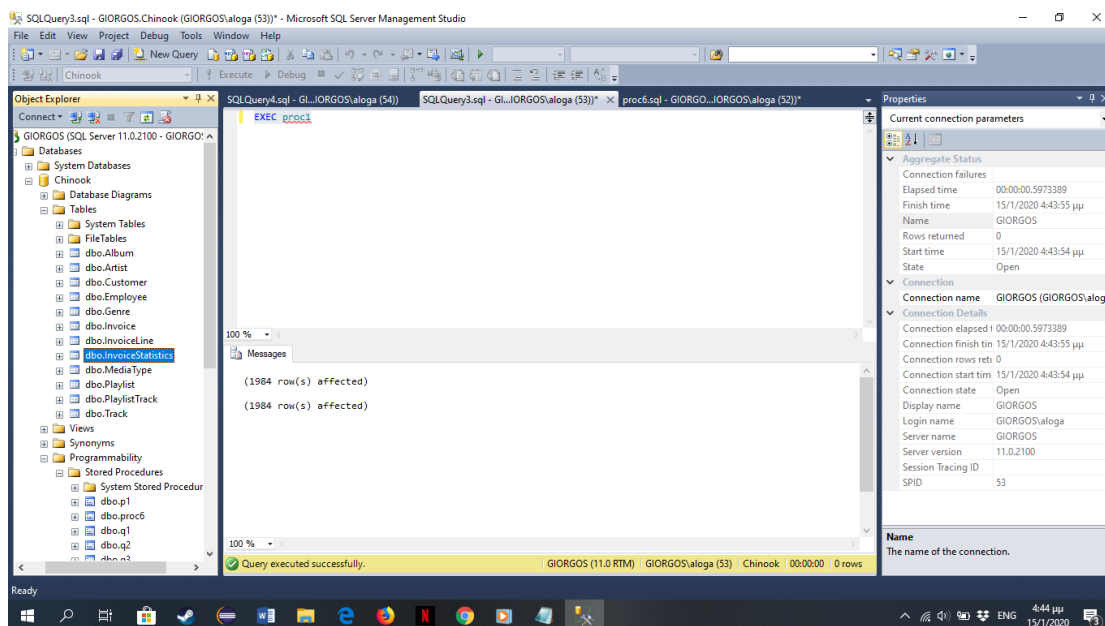 SQLQuery3.sql - GIORGOS.Chinook (GIORGOS\aloga (53))* - Microsoft SQL Server Management Studio
File Edit View Project Debug Tools Window Help
New Query
Chinook Execute Debug
Object Explorer
Connect
GIORGOS (SQL Server 11.0.2100 - GIORGO
Databases
System Databases
Chinook
Database Diagrams
Tables
System Tables
FileTables
dbo.Album
dbo.Artist
dbo.Customer
dbo.Employee
dbo.Genre
dbo.Invoice
dbo.InvoiceLine
dbo.InvoiceStatistics
dbo.MediaType
dbo.Playlist
dbo.PlaylistTrack
dbo.Track
Views
Synonyms
Programmability
Stored Procedures
System Stored Procedur
dbo.p1
dbo.proc6
dbo.q1
dbo.q2
dbo.q3
SQLQuery4.sql - GI...IORGOS\aloga (54)) SQLQuery3.sql - GI...IORGOS\aloga (53))* proc6.sql - GIORGO...IORGOS\aloga (52))*
EXEC proc1
100 %
Messages
(1984 row(s) affected)
(1984 row(s) affected)
100 %
Query executed successfully. GIORGOS (11.0 RTM) GIORGOS\aloga (53) Chinook 00:00:00 0 rows
Properties
Current connection parameters
Aggregate Status
Connection failures
Elapsed time 00:00:00.5973389
Finish time 15/1/2020 4:43:55 μμ
Name GIORGOS
Rows returned 0
Start time 15/1/2020 4:43:54 μμ
State Open
Connection
Connection name GIORGOS (GIORGOS\alog
Connection Details
Connection elapsed t 00:00:00.5973389
Connection finish tin 15/1/2020 4:43:55 μμ
Connection rows retu 0
Connection start tim 15/1/2020 4:43:54 μμ
Connection state Open
Display name GIORGOS
Login name GIORGOS\aloga
Server name GIORGOS
Server version 11.0.2100
Session Tracing ID
SPID 53
Name
The name of the connection.
Ready
ENG
4:44 μμ
15/1/2020
3